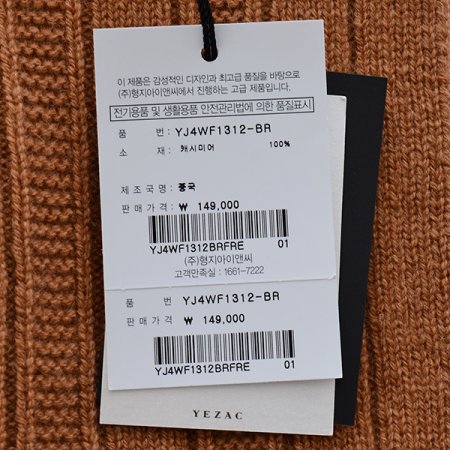 이 제품은 감성적인 디자인과 최고급 품질을 바탕으로
(주)형지아이앤씨에서 진행하는 고급 제품입니다.
전기용품 및 생활용품 안전관리법에 의한 품질표시
품 번: YJ4WF1312-BR
소 재: 캐시미어 100%
제조국명: 중국
판매가격: ₩ 149,000
YJ4WF1312BRFRE 01
(주)형지아이앤씨
고객만족실: 1661-7222
품 번 YJ4WF1312-BR
판매가격 ₩ 149,000
YJ4WF1312BRFRE 01
YEZAC